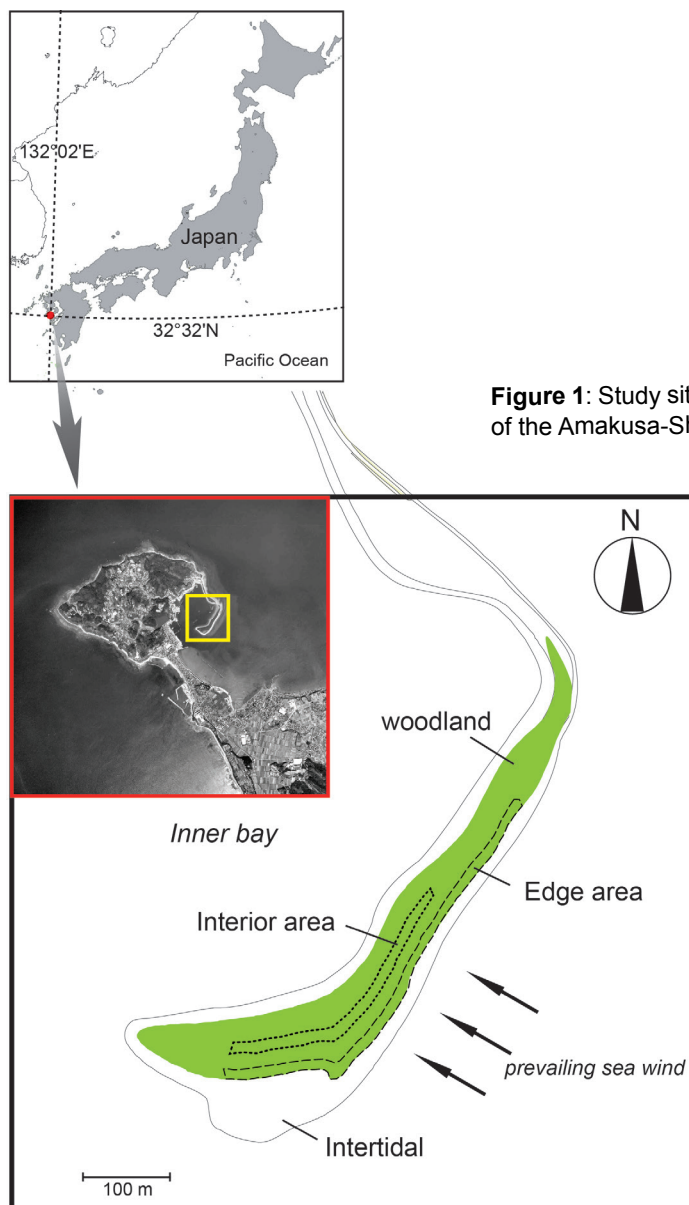 132°02'E
Japan
32°32'N
Pacific Ocean
Figure 1: Study sit
of the Amakusa-Sh
N
woodland
Inner bay
Edge area
Interior area
prevailing sea wind
Intertidal
100 m